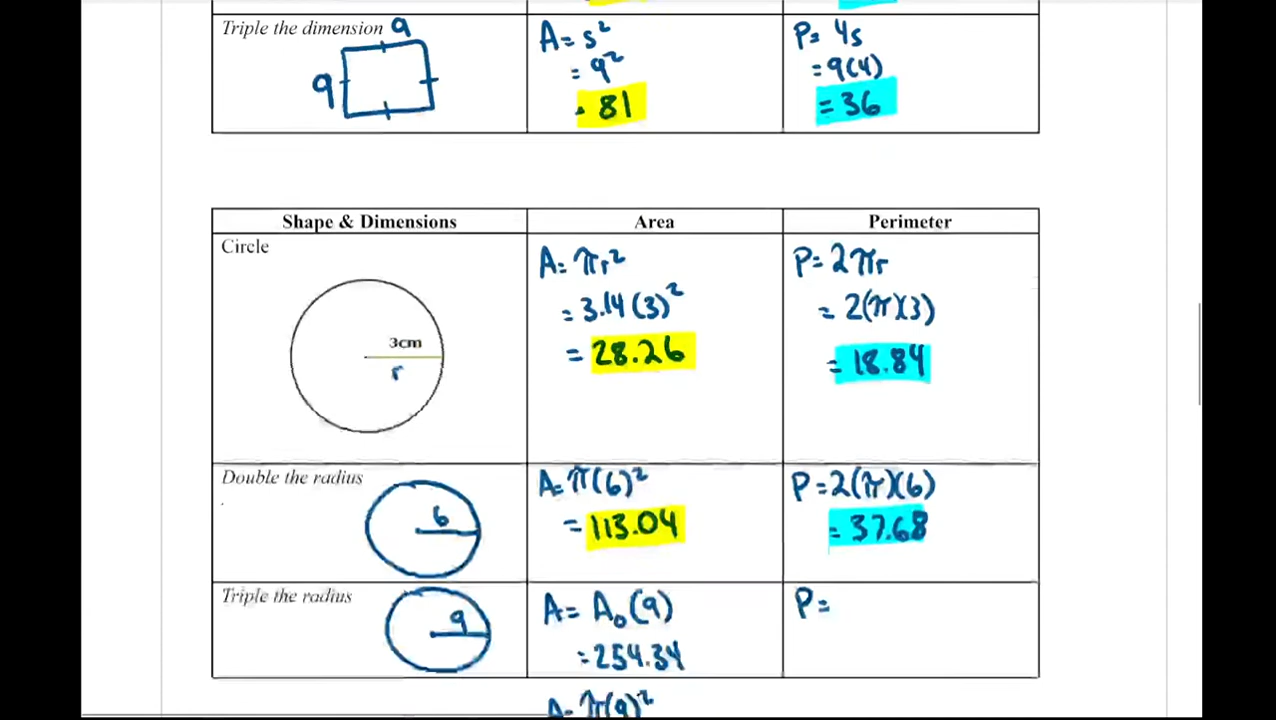 Triple the dimension 9
9
A = s²
= 9²
= 81
P = 4s
= 9(4)
= 36
Shape & Dimensions Area Perimeter
Circle
3cm
r
A = πr²
= 3.14(3)²
= 28.26
P = 2πr
= 2(π)(3)
= 18.84
Double the radius
6
A = π(6)²
= 113.04
P = 2(π)(6)
= 37.68
Triple the radius
9
A = A₀(9)
= 254.34
P =
A = π(9)²